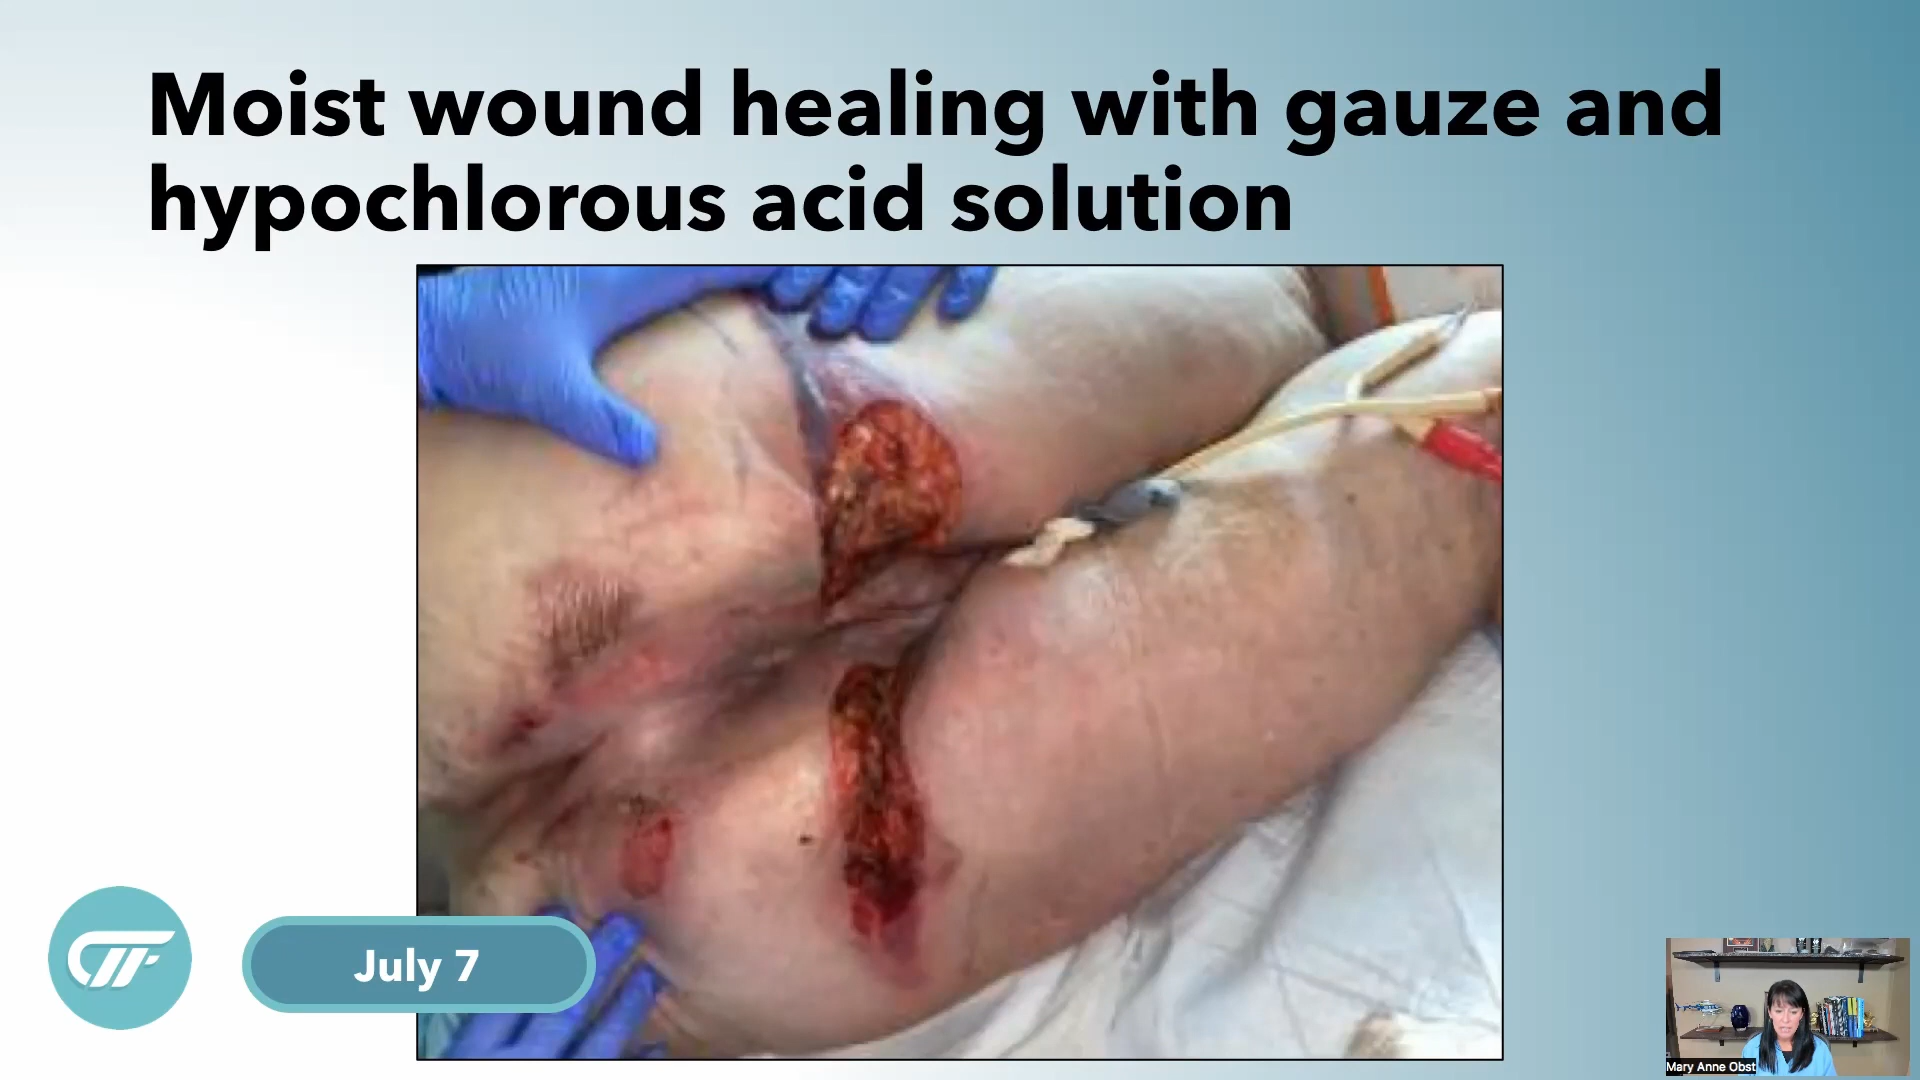 Moist wound healing with gauze and
hypochlorous acid solution
July 7
Mary Anne Obst